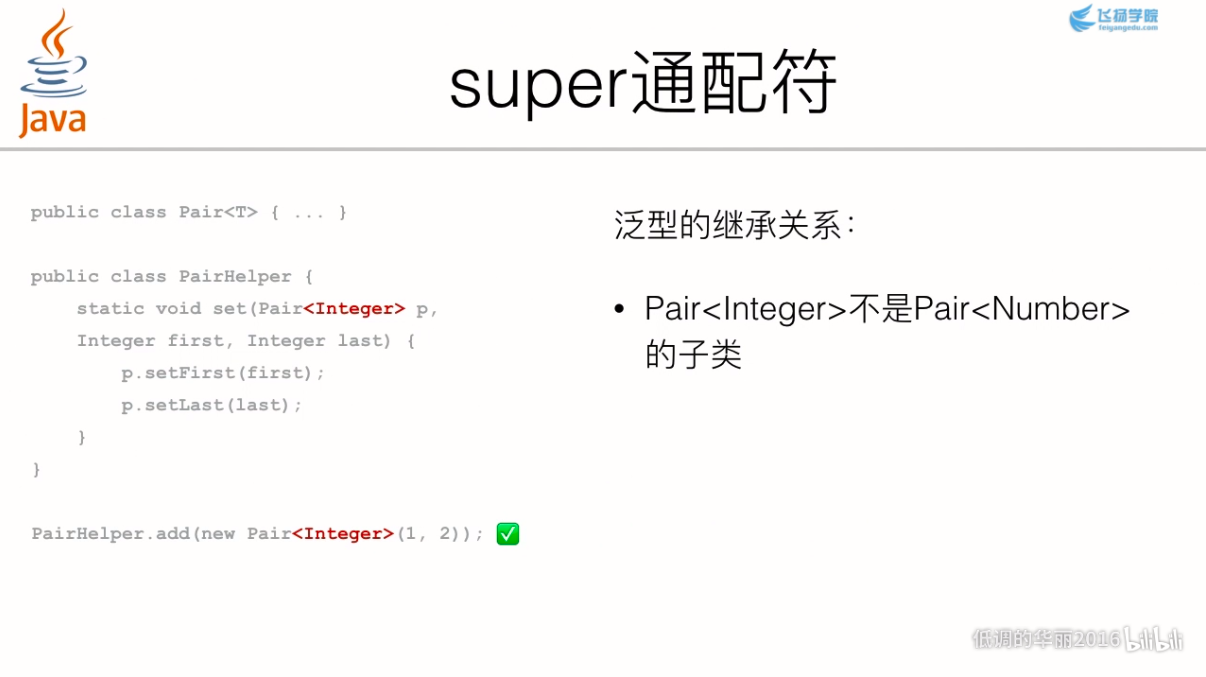 Java
飞扬学院
feiyangedu.com
super通配符
public class Pair<T> { ... }
public class PairHelper {
static void set(Pair<Integer> p,
Integer first, Integer last) {
p.setFirst(first);
p.setLast(last);
}
}
PairHelper.add(new Pair<Integer>(1, 2));
泛型的继承关系：
• Pair<Integer>不是Pair<Number>
的子类
低调的华丽2016 bilibili